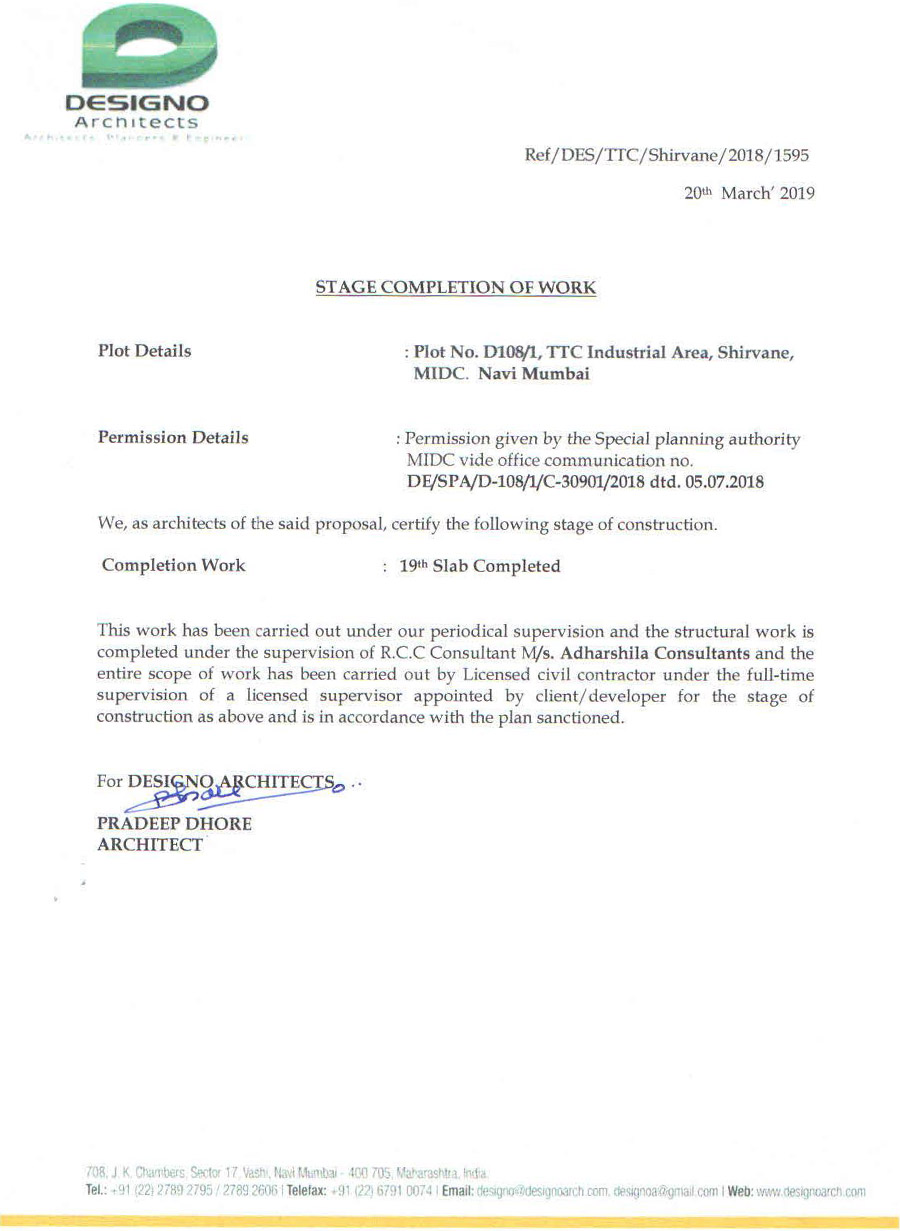 DESIGNO
Architects
Architects, Planners & Engineers
Ref/DES/TTC/Shirvane/2018/1595
20th March' 2019
STAGE COMPLETION OF WORK
Plot Details : Plot No. D108/1, TTC Industrial Area, Shirvane,
MIDC. Navi Mumbai
Permission Details : Permission given by the Special planning authority
MIDC vide office communication no.
DE/SPA/D-108/1/C-30901/2018 dtd. 05.07.2018
We, as architects of the said proposal, certify the following stage of construction.
Completion Work : 19th Slab Completed
This work has been carried out under our periodical supervision and the structural work is
completed under the supervision of R.C.C Consultant M/s. Adharshila Consultants and the
entire scope of work has been carried out by Licensed civil contractor under the full-time
supervision of a licensed supervisor appointed by client/developer for the stage of
construction as above and is in accordance with the plan sanctioned.
For DESIGNO ARCHITECTS
PRADEEP DHORE
ARCHITECT
708, J. K. Chambers, Sector 17, Vashi, Navi Mumbai - 400 705, Maharashtra, India.
Tel.: +91 (22) 2789 2795 / 2789 2606 | Telefax: +91 (22) 6791 0074 | Email: designo@designoarch.com, designoa@gmail.com | Web: www.designoarch.com